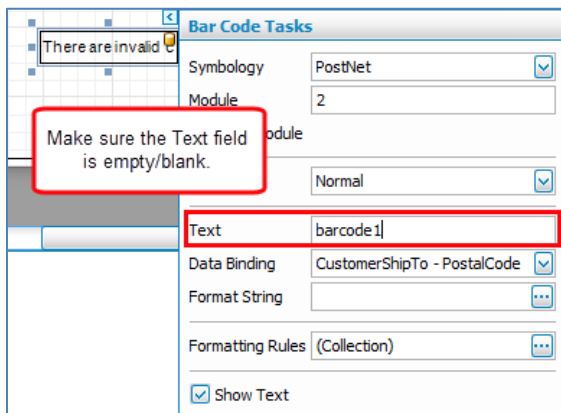 Bar Code Tasks
There are invalid c
Symbology PostNet
Module 2
Make sure the Text field
is empty/blank.
odule
Normal
Text barcode1
Data Binding CustomerShipTo - PostalCode
Format String
Formatting Rules (Collection)
Show Text